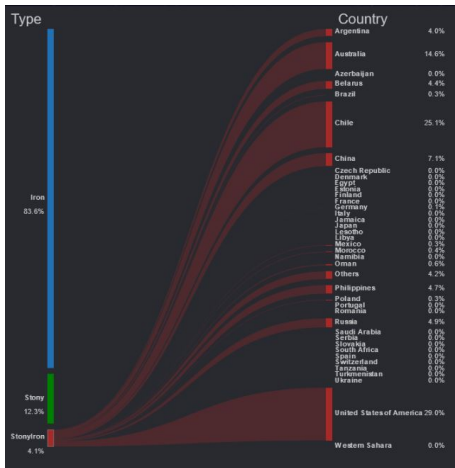 Type
Country
Iron
83.6%
Stony
12.3%
StonyIron
4.1%
Argentina 4.0%
Australia 14.6%
Azerbaijan 0.0%
Belarus 4.4%
Brazil 0.3%
Chile 25.1%
China 7.1%
Czech Republic 0.0%
Denmark 0.0%
Egypt 0.0%
Estonia 0.0%
Finland 0.0%
France 0.0%
Germany 0.1%
Italy 0.0%
Jamaica 0.0%
Japan 0.0%
Lesotho 0.0%
Libya 0.0%
Mexico 0.3%
Morocco 0.4%
Namibia 0.0%
Oman 0.6%
Others 4.2%
Philippines 4.7%
Poland 0.3%
Portugal 0.0%
Romania 0.0%
Russia 4.9%
Saudi Arabia 0.0%
Serbia 0.0%
Slovakia 0.0%
South Africa 0.0%
Spain 0.0%
Switzerland 0.0%
Tanzania 0.0%
Turkmenistan 0.0%
Ukraine 0.0%
United States of America 29.0%
Western Sahara 0.0%